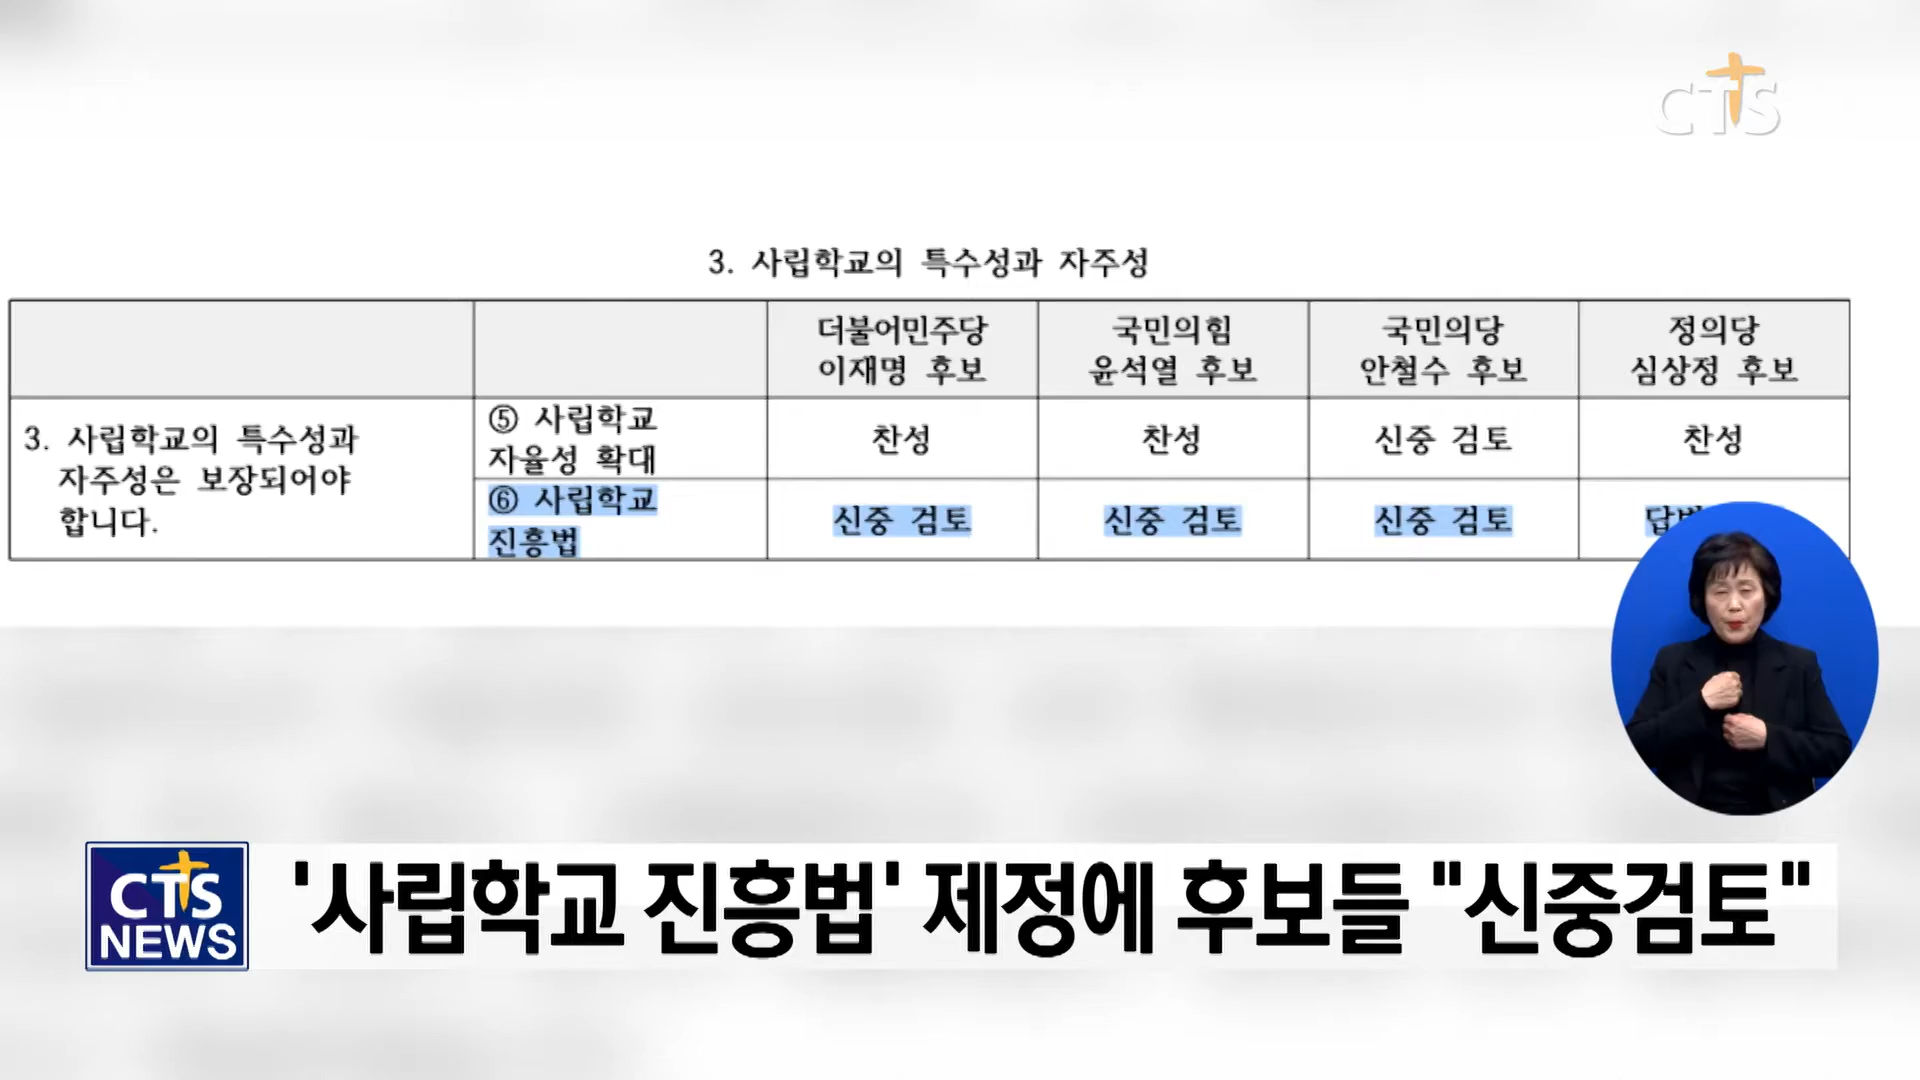 CTS
3. 사립학교의 특수성과 자주성
더불어민주당
이재명 후보
국민의힘
윤석열 후보
국민의당
안철수 후보
정의당
심상정 후보
3. 사립학교의 특수성과
자주성은 보장되어야
합니다.
⑤ 사립학교
자율성 확대
찬성
찬성
신중 검토
찬성
⑥ 사립학교
진흥법
신중 검토
신중 검토
신중 검토
CTS
NEWS
'사립학교 진흥법' 제정에 후보들 "신중검토"